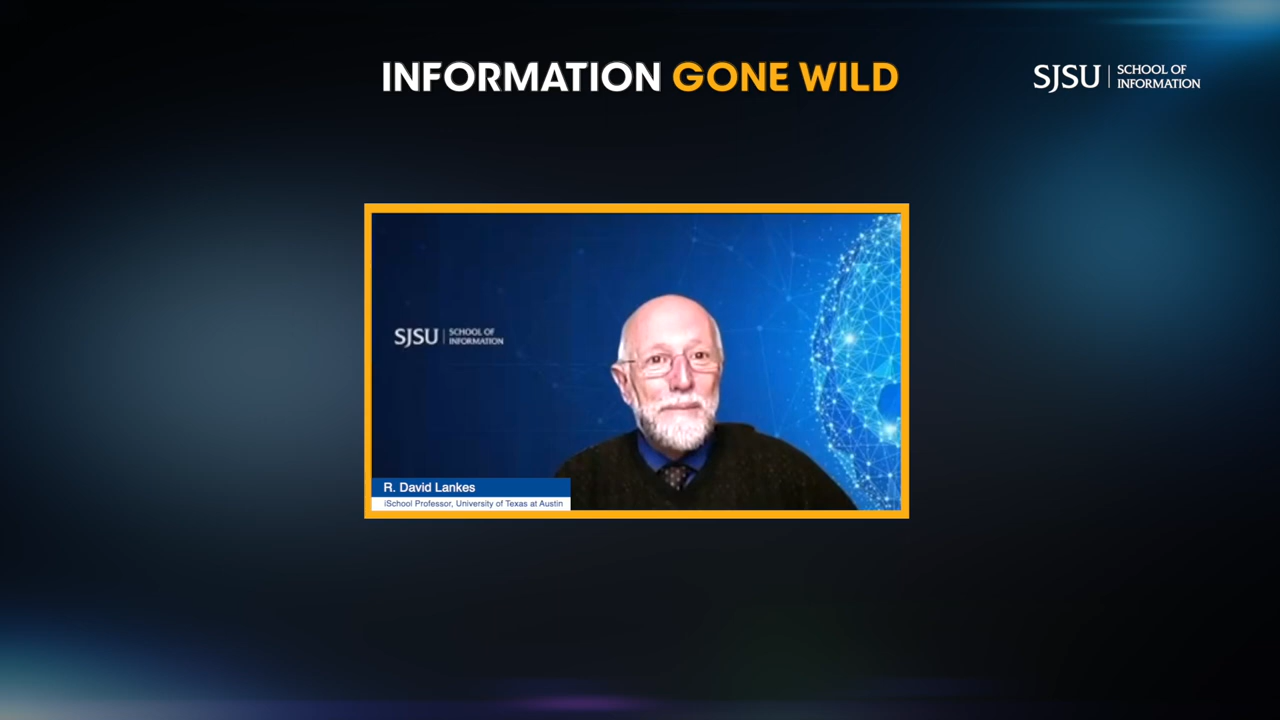 INFORMATION GONE WILD
SJSU | SCHOOL OF
INFORMATION
SJSU | SCHOOL OF
INFORMATION
R. David Lankes
iSchool Professor, University of Texas at Austin